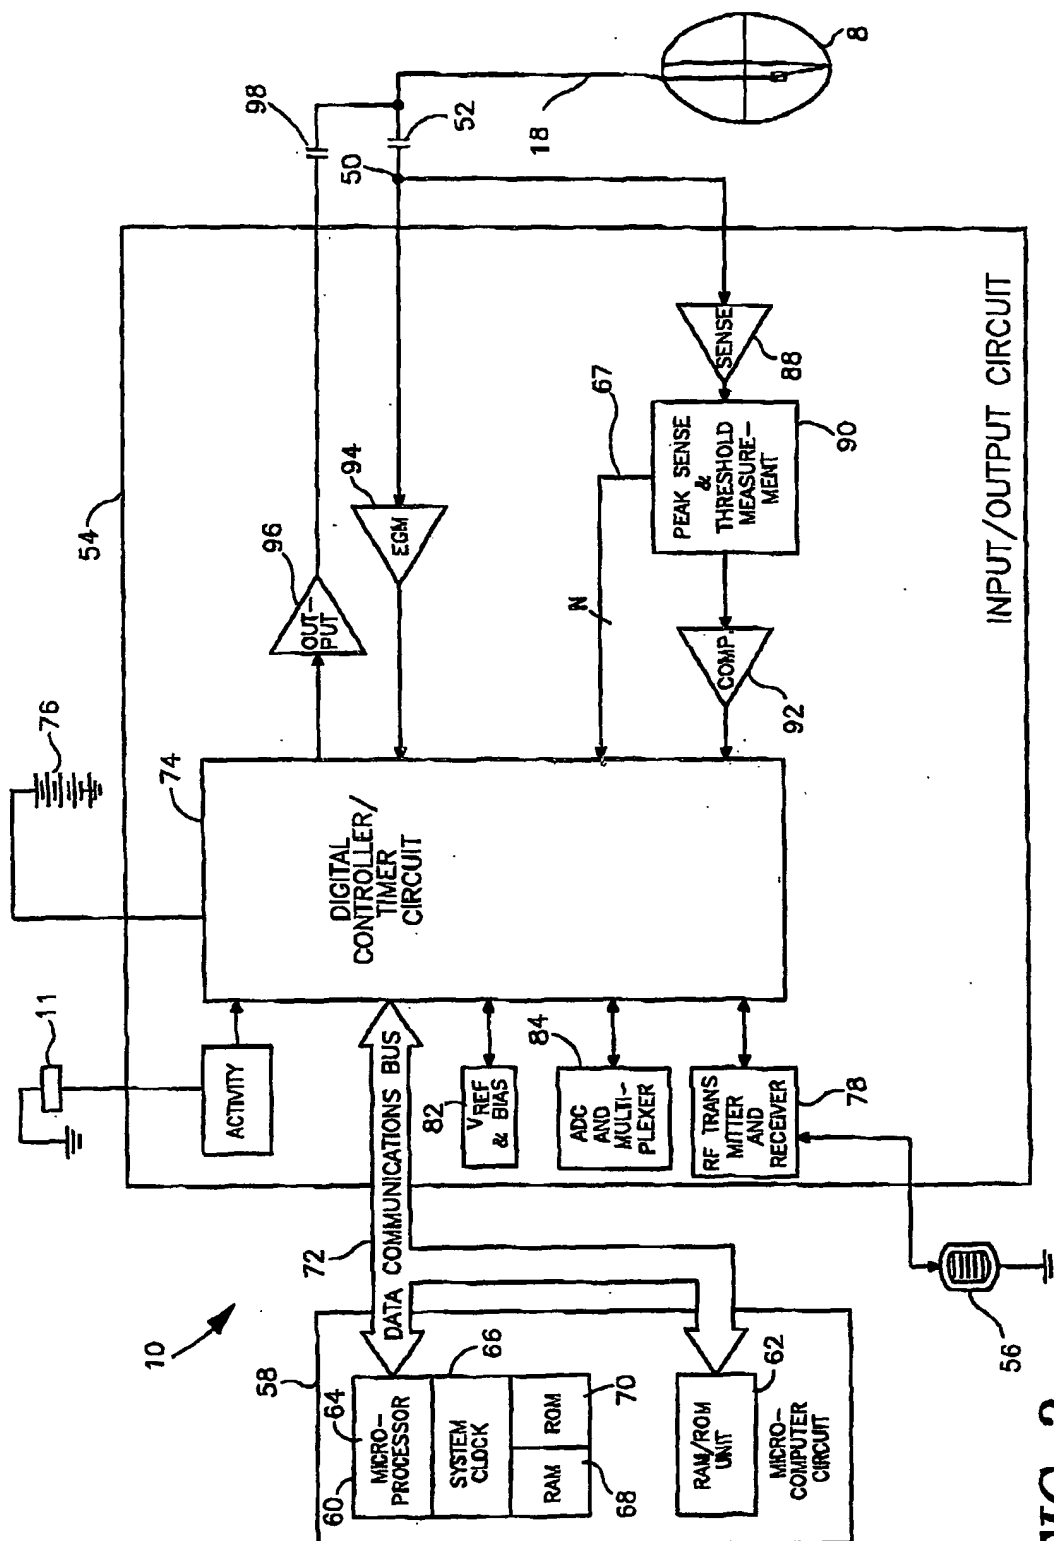 10
58
64
60
MICRO-
PROCESSOR
66
SYSTEM
CLOCK
RAM
ROM
68
70
62
RAM/ROM
UNIT
MICRO-
COMPUTER
CIRCUIT
72
DATA COMMUNICATIONS BUS
11
ACTIVITY
82
VREF
& BIAS
84
ADC
AND
MULTI-
PLEXER
RF TRANS
MITTER
AND
RECEIVER
78
56
76
74
DIGITAL
CONTROLLER/
TIMER
CIRCUIT
54
96
OUT-
PUT
94
EGM
N
67
COMP.
92
PEAK SENSE
&
THRESHOLD
MEASURE-
MENT
90
SENSE
88
INPUT/OUTPUT CIRCUIT
98
50
52
18
8